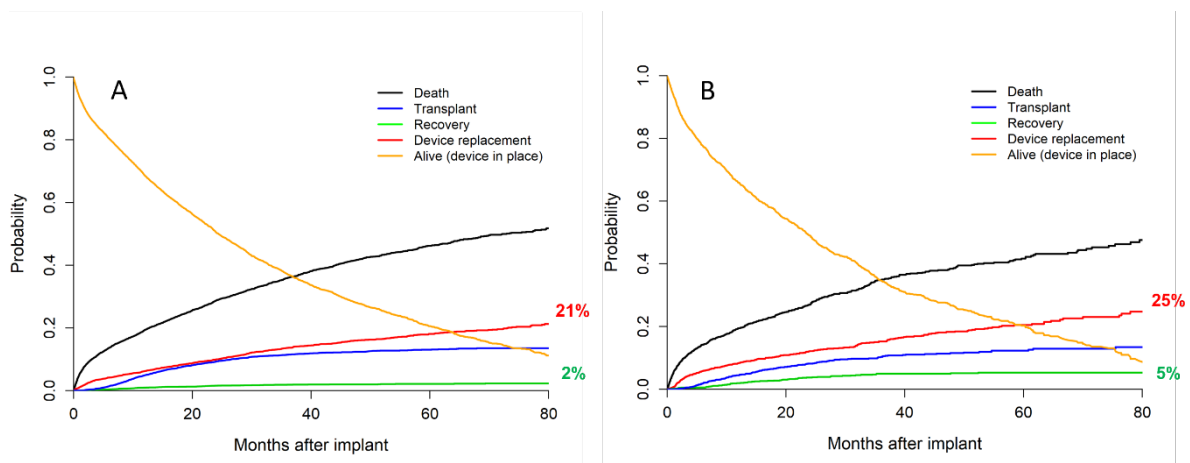 A
Death
Transplant
Recovery
Device replacement
Alive (device in place)
Probability
1.0
0.8
0.6
0.4
0.2
0.0
21%
2%
0 20 40 60 80
Months after implant
B
Death
Transplant
Recovery
Device replacement
Alive (device in place)
Probability
1.0
0.8
0.6
0.4
0.2
0.0
25%
5%
0 20 40 60 80
Months after implant